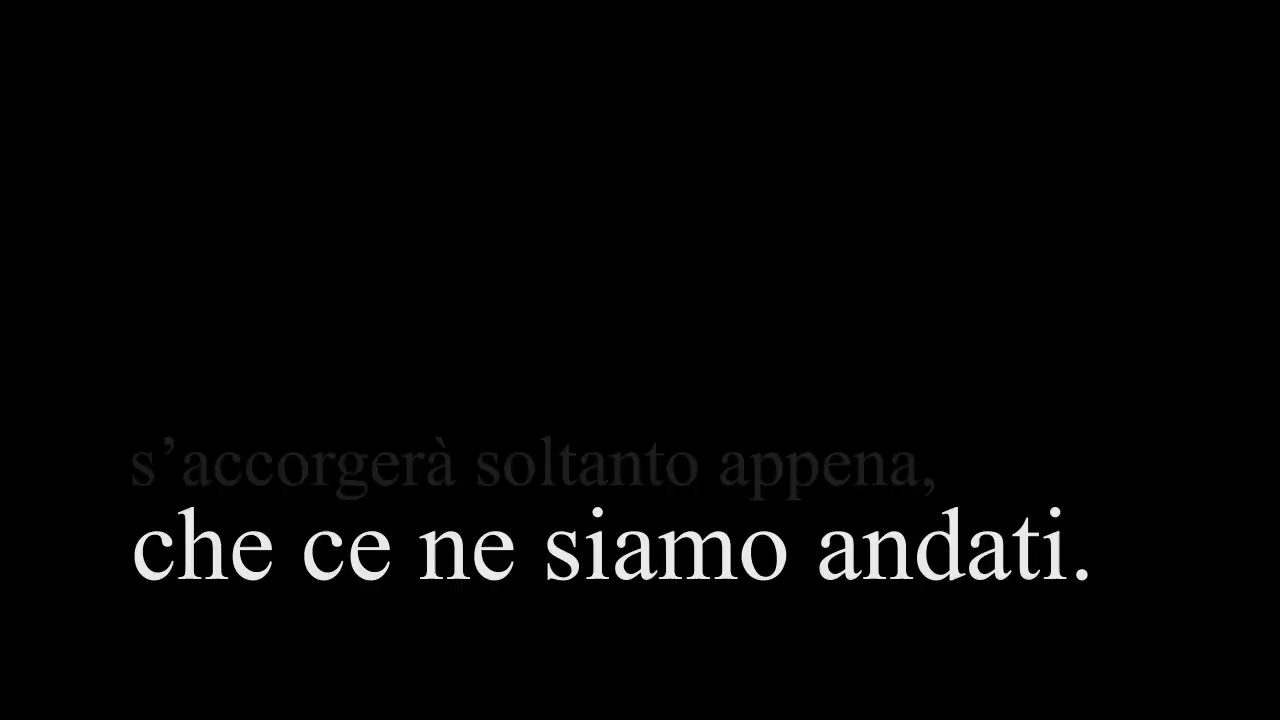 s’accorgerà soltanto appena,
che ce ne siamo andati.